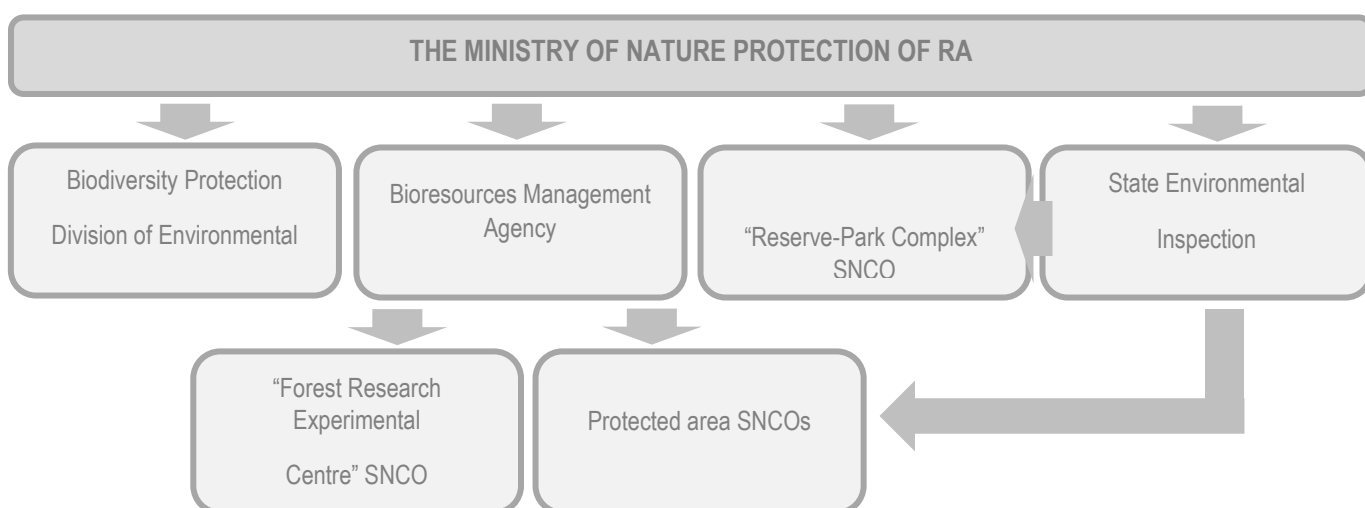 THE MINISTRY OF NATURE PROTECTION OF RA
Biodiversity Protection
Division of Environmental
Bioresources Management
Agency
“Reserve-Park Complex”
SNCO
State Environmental
Inspection
“Forest Research
Experimental
Centre” SNCO
Protected area SNCOs